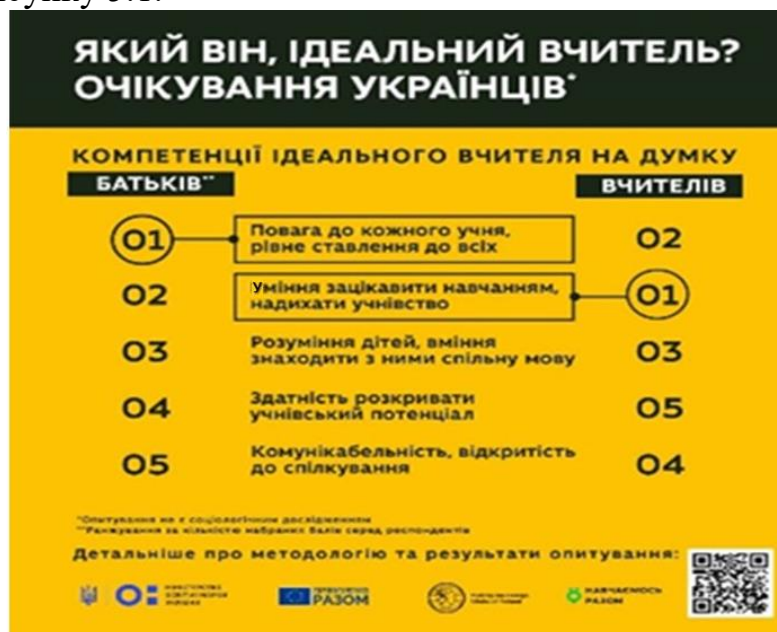 ЯКИЙ ВІН, ІДЕАЛЬНИЙ ВЧИТЕЛЬ?
ОЧІКУВАННЯ УКРАЇНЦІВ*
КОМПЕТЕНЦІЇ ІДЕАЛЬНОГО ВЧИТЕЛЯ НА ДУМКУ
БАТЬКІВ** ВЧИТЕЛІВ
01 Повага до кожного учня,
рівне ставлення до всіх 02
02 Уміння зацікавити навчанням,
надихати учнівство 01
03 Розуміння дітей, вміння
знаходити з ними спільну мову 03
04 Здатність розкривати
учнівський потенціал 05
05 Комунікабельність, відкритість
до спілкування 04
*Опитування не є соціологічним дослідженням
**Ранжування за кількістю набраних балів серед респондентів
Детальніше про методологію та результати опитування:
РАЗОМ
НАВЧАЄМОСЬ
РАЗОМ